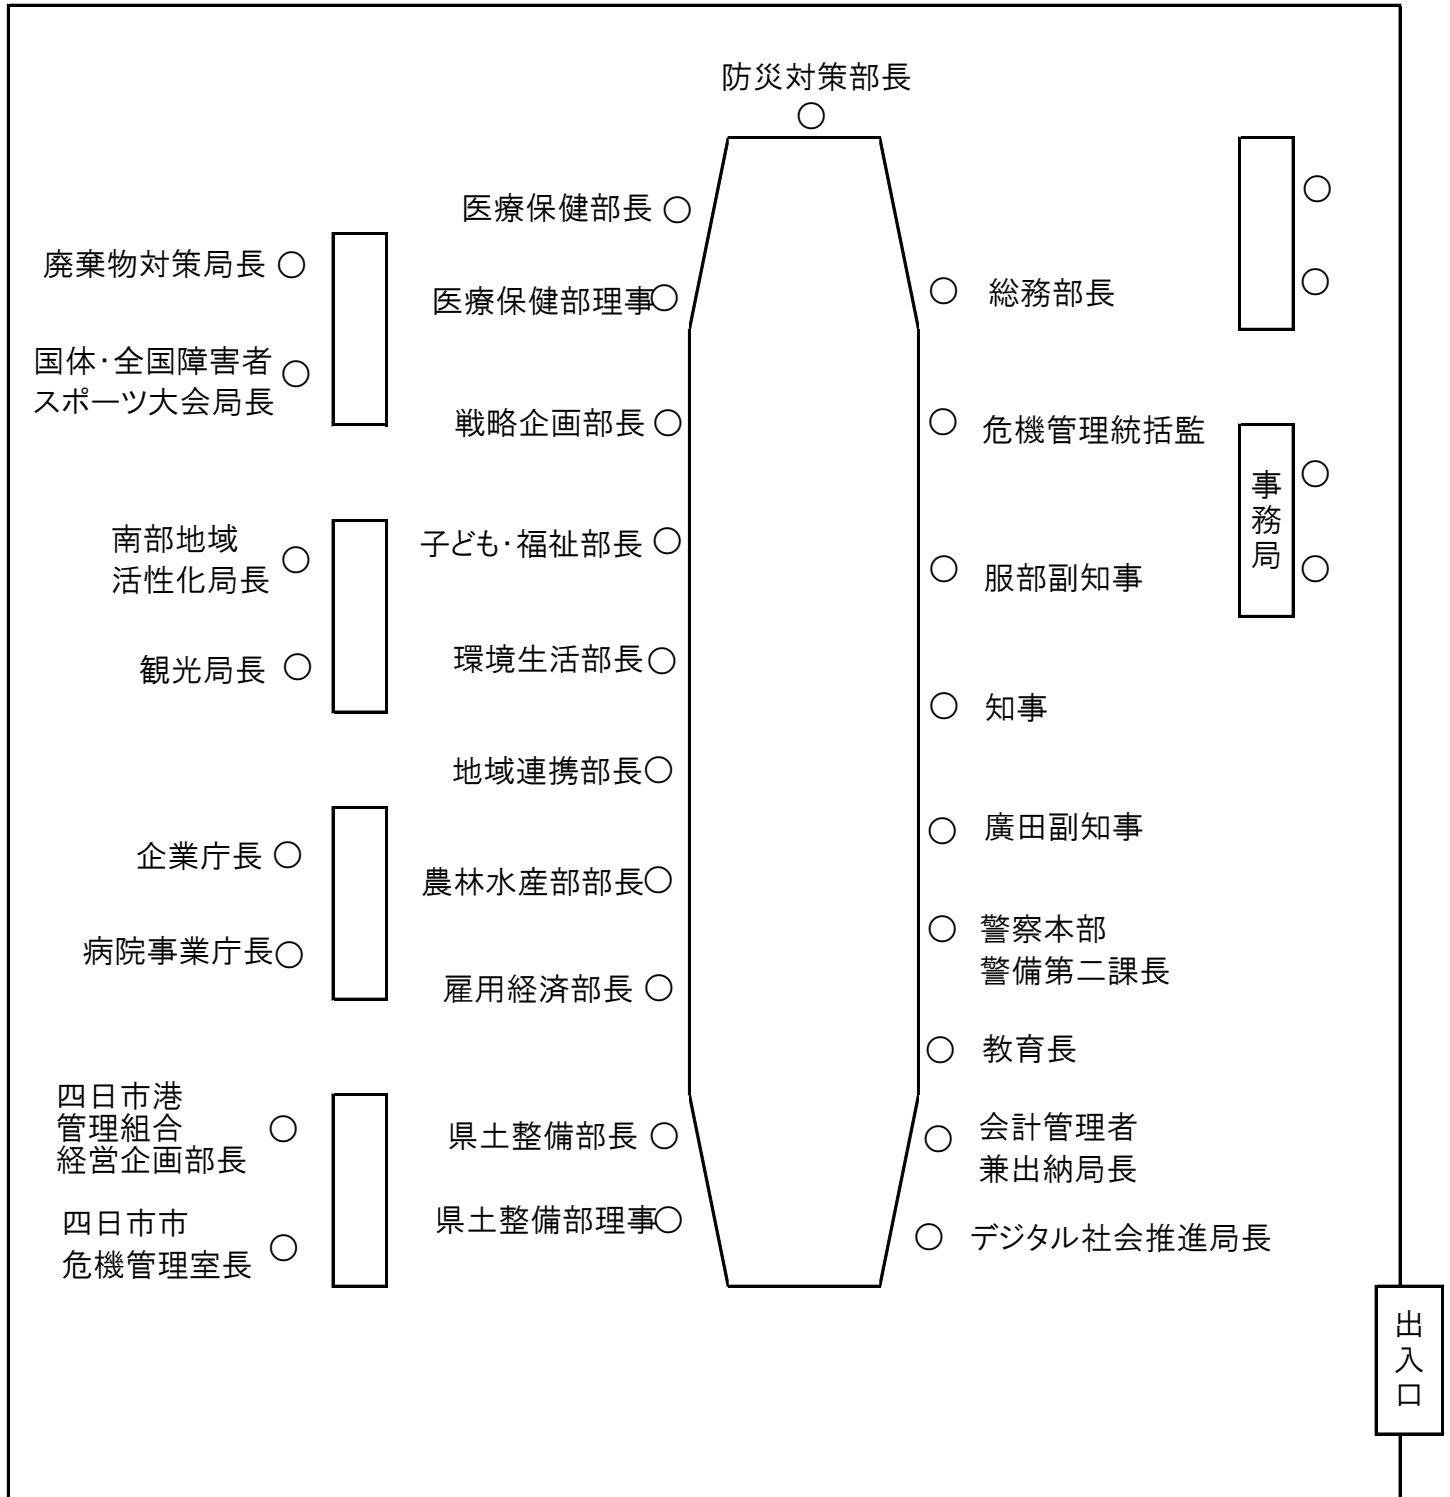 防災対策部長
医療保健部長
廃棄物対策局長
医療保健部理事
総務部長
国体・全国障害者
スポーツ大会局長
戦略企画部長
危機管理統括監
事務局
南部地域
活性化局長
子ども・福祉部長
服部副知事
観光局長
環境生活部長
知事
地域連携部長
企業庁長
廣田副知事
農林水産部部長
病院事業庁長
警察本部
警備第二課長
雇用経済部長
教育長
四日市港
管理組合
経営企画部長
県土整備部長
会計管理者
兼出納局長
四日市市
危機管理室長
県土整備部理事
デジタル社会推進局長
出入口